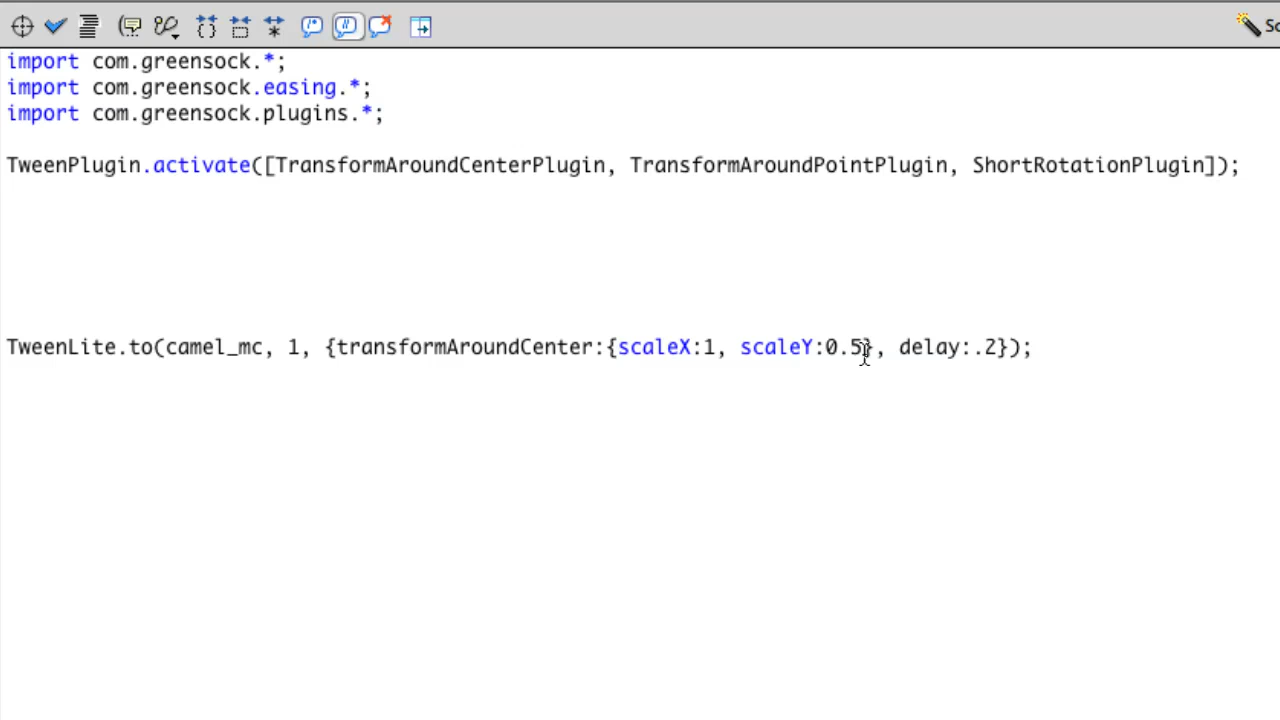 Sc
import com.greensock.*;
import com.greensock.easing.*;
import com.greensock.plugins.*;
TweenPlugin.activate([TransformAroundCenterPlugin, TransformAroundPointPlugin, ShortRotationPlugin]);
TweenLite.to(camel_mc, 1, {transformAroundCenter:{scaleX:1, scaleY:0.5}, delay:.2});